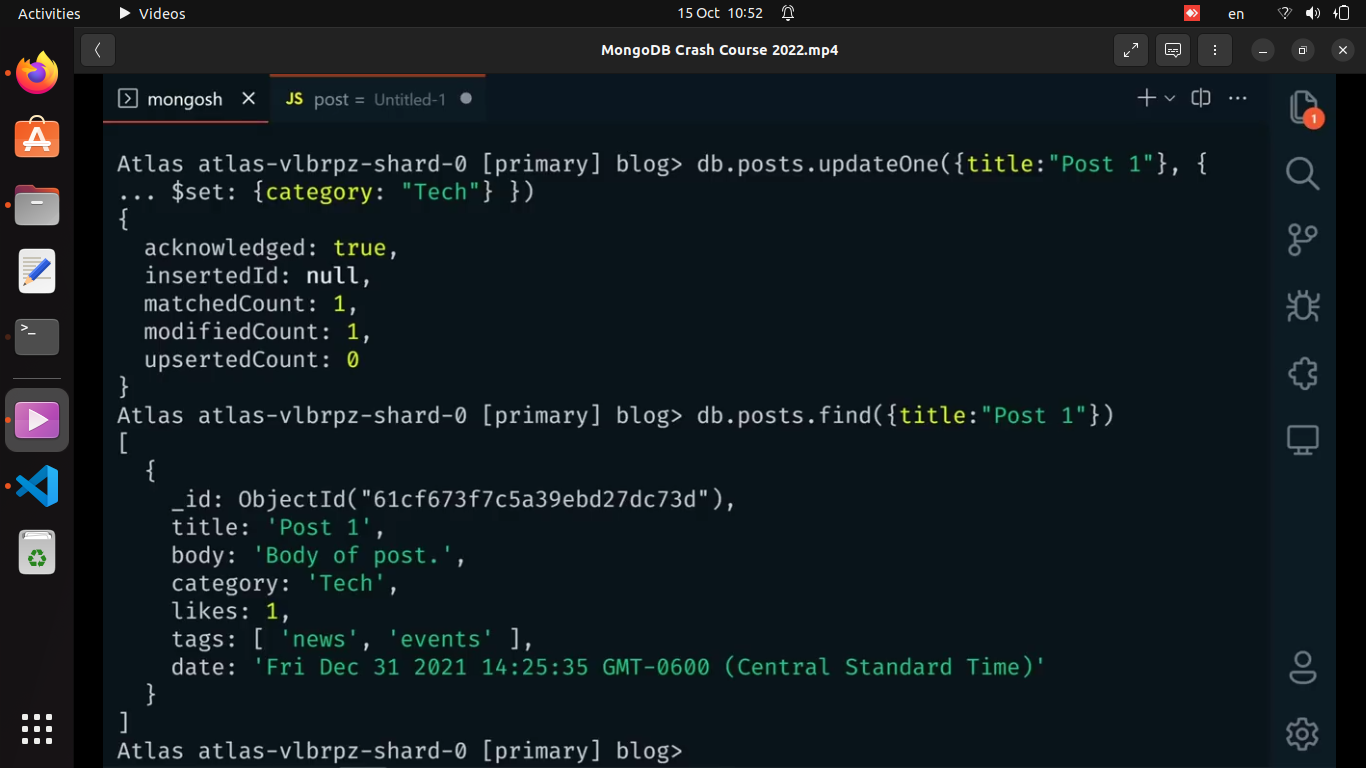 Activities Videos 15 Oct 10:52 en
MongoDB Crash Course 2022.mp4
mongosh JS post = Untitled-1
1
Atlas atlas-vlbrpz-shard-0 [primary] blog> db.posts.updateOne({title:"Post 1"}, {
... $set: {category: "Tech"} })
{
  acknowledged: true,
  insertedId: null,
  matchedCount: 1,
  modifiedCount: 1,
  upsertedCount: 0
}
Atlas atlas-vlbrpz-shard-0 [primary] blog> db.posts.find({title:"Post 1"})
[
  {
    _id: ObjectId("61cf673f7c5a39ebd27dc73d"),
    title: 'Post 1',
    body: 'Body of post.',
    category: 'Tech',
    likes: 1,
    tags: [ 'news', 'events' ],
    date: 'Fri Dec 31 2021 14:25:35 GMT-0600 (Central Standard Time)'
  }
]
Atlas atlas-vlbrpz-shard-0 [primary] blog>